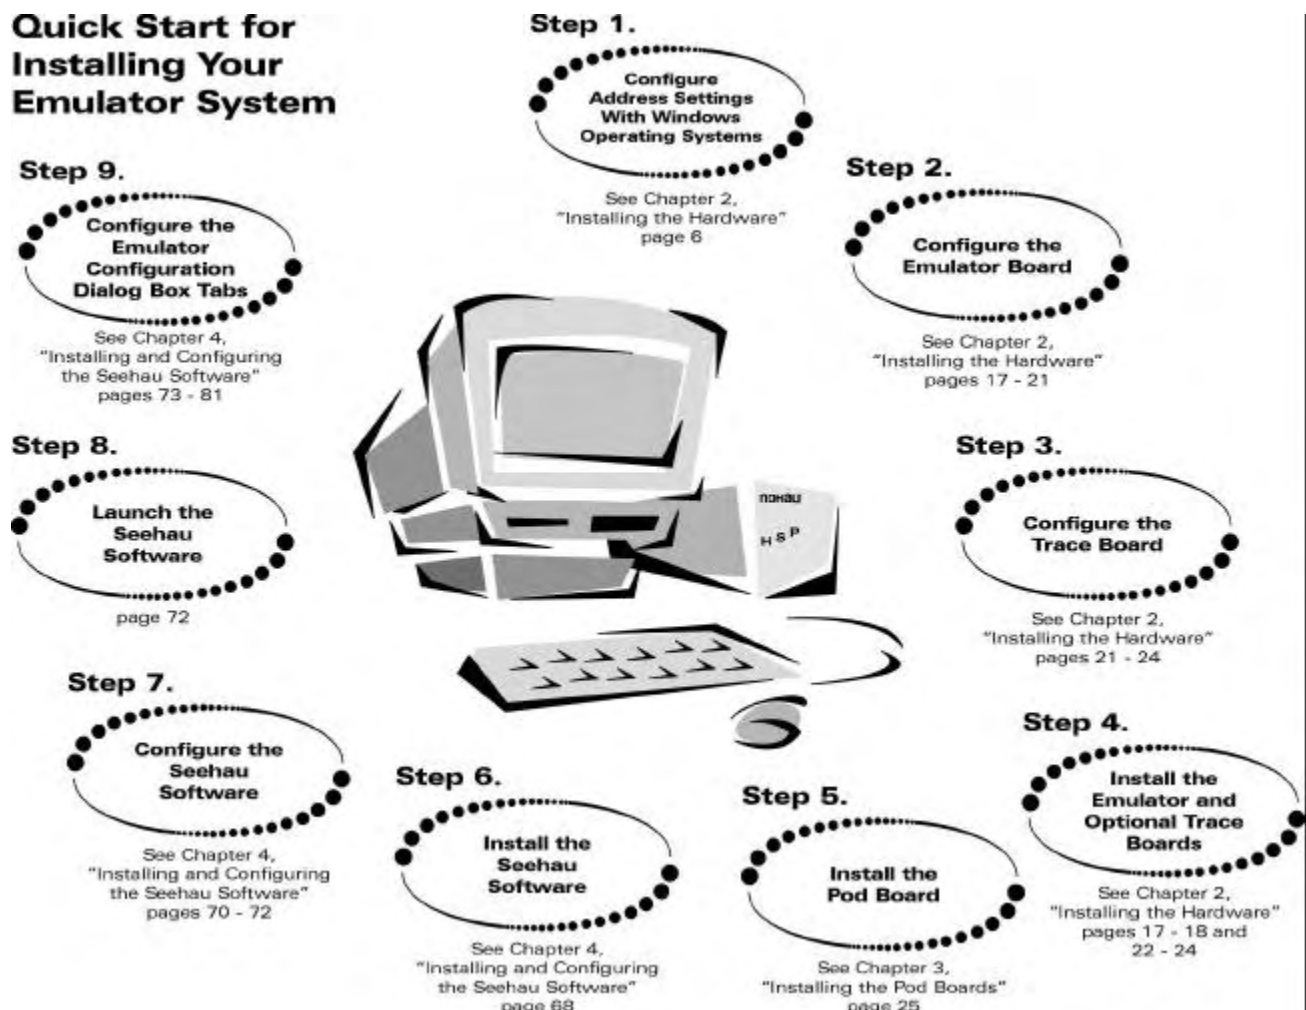 Quick Start for
Installing Your
Emulator System
Step 1.
Configure
Address Settings
With Windows
Operating Systems
See Chapter 2,
"Installing the Hardware"
page 6
Step 2.
Configure the
Emulator Board
See Chapter 2,
"Installing the Hardware"
pages 17 - 21
Step 3.
Configure the
Trace Board
See Chapter 2,
"Installing the Hardware"
pages 21 - 24
Step 4.
Install the
Emulator and
Optional Trace
Boards
See Chapter 2,
"Installing the Hardware"
pages 17 - 18 and
22 - 24
Step 5.
Install the
Pod Board
See Chapter 3,
"Installing the Pod Boards"
page 25
Step 6.
Install the
Seehau
Software
See Chapter 4,
"Installing and Configuring
the Seehau Software"
page 68
Step 7.
Configure the
Seehau
Software
See Chapter 4,
"Installing and Configuring
the Seehau Software"
pages 70 - 72
Step 8.
Launch the
Seehau
Software
page 72
Step 9.
Configure the
Emulator
Configuration
Dialog Box Tabs
See Chapter 4,
"Installing and Configuring
the Seehau Software"
pages 73 - 81
nohau
HSP